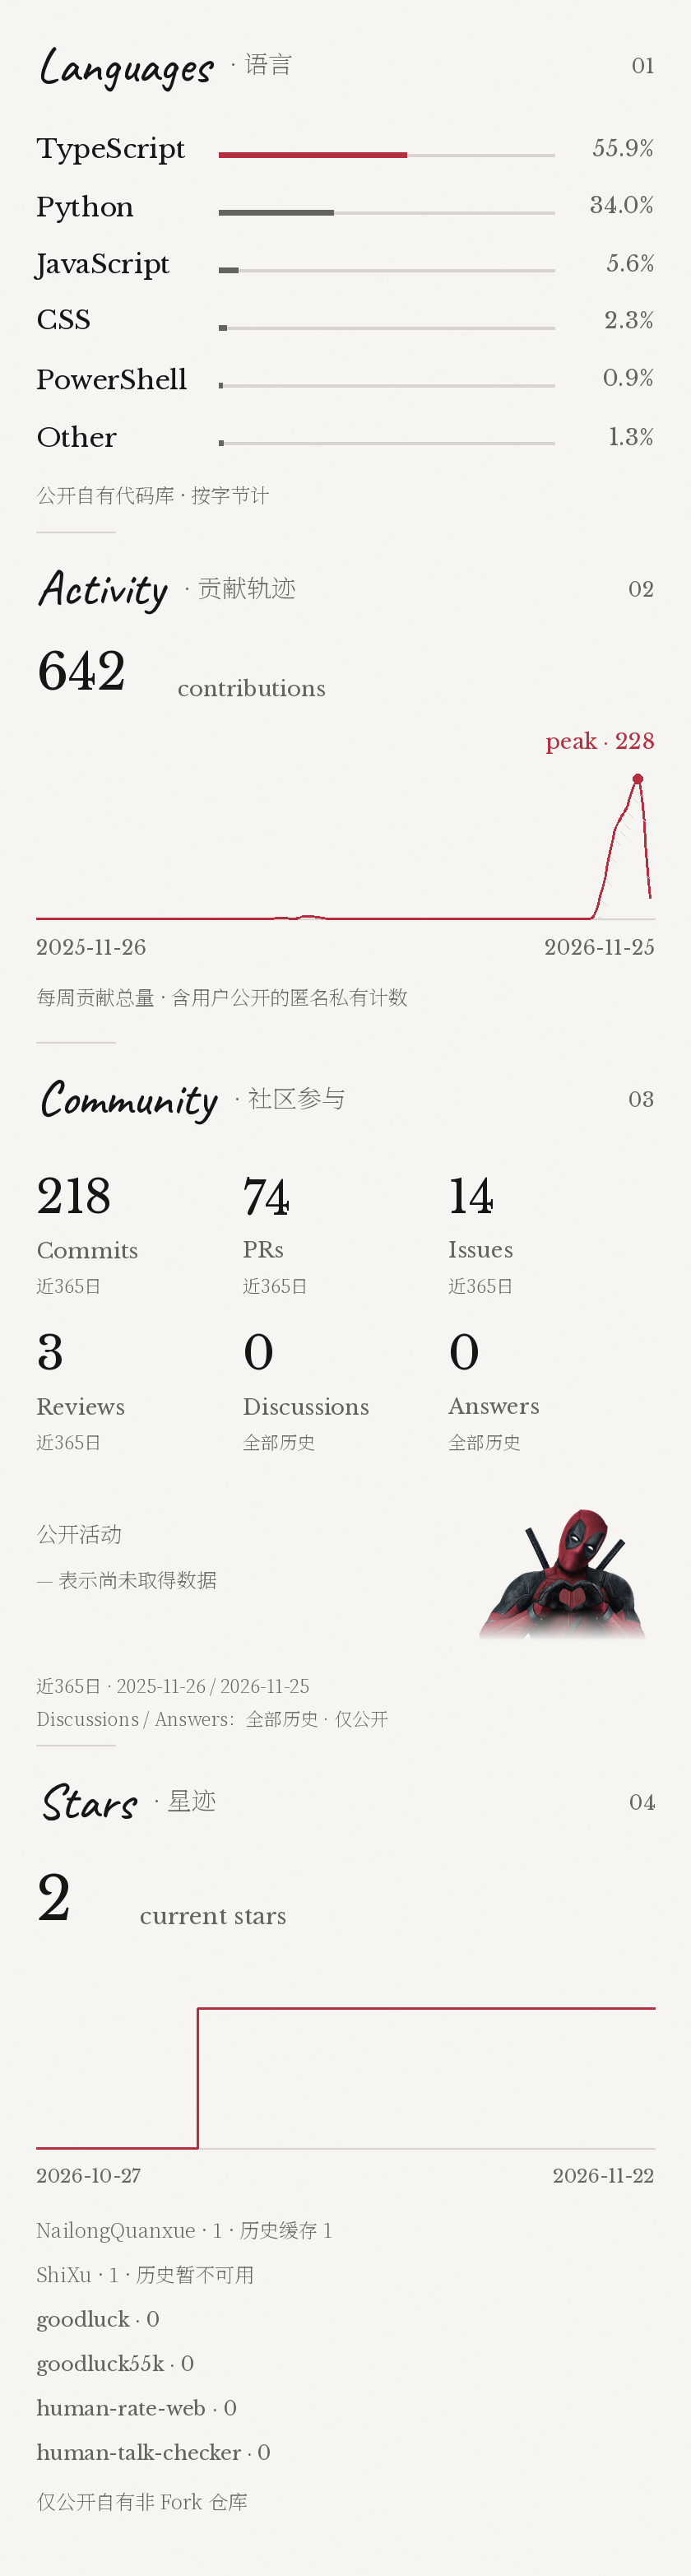 Languages · 语言 01
TypeScript 55.9%
Python 34.0%
JavaScript 5.6%
CSS 2.3%
PowerShell 0.9%
Other 1.3%
公开自有代码库 · 按字节计
Activity · 贡献轨迹 02
642 contributions
peak · 228
2025-11-26 2026-11-25
每周贡献总量 · 含用户公开的匿名私有计数
Community · 社区参与 03
218 74 14
Commits PRs Issues
近365日 近365日 近365日
3 0 0
Reviews Discussions Answers
近365日 全部历史 全部历史
公开活动
— 表示尚未取得数据
近365日 · 2025-11-26 / 2026-11-25
Discussions / Answers: 全部历史 · 仅公开
Stars · 星迹 04
2 current stars
2026-10-27 2026-11-22
NailongQuanxue · 1 · 历史缓存 1
ShiXu · 1 · 历史暂不可用
goodluck · 0
goodluck55k · 0
human-rate-web · 0
human-talk-checker · 0
仅公开自有非 Fork 仓库